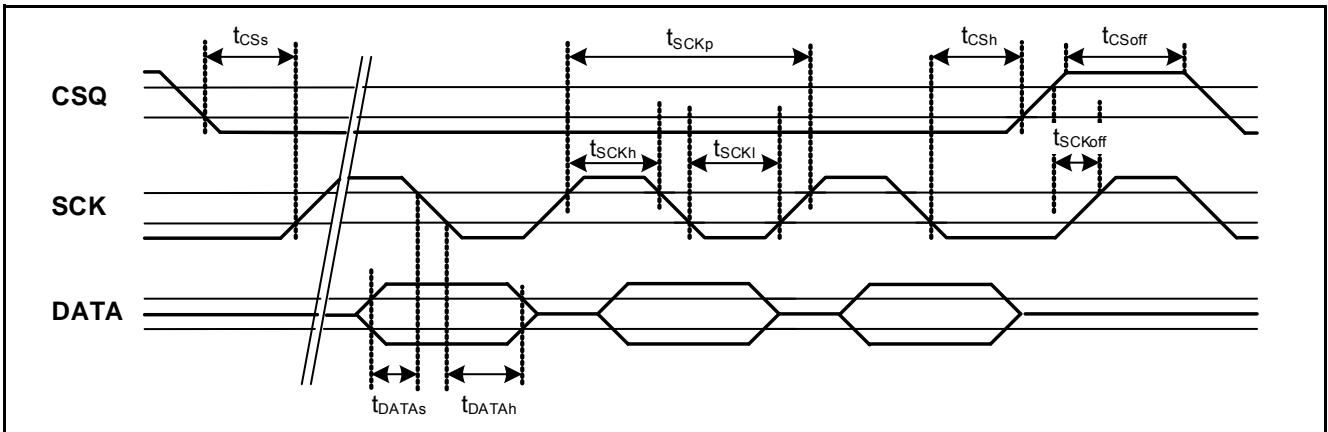 tCSs
tSCKp
tCSh
tCSoff
CSQ
tSCKh
tSCKl
tSCKoff
SCK
DATA
tDATAs
tDATAh